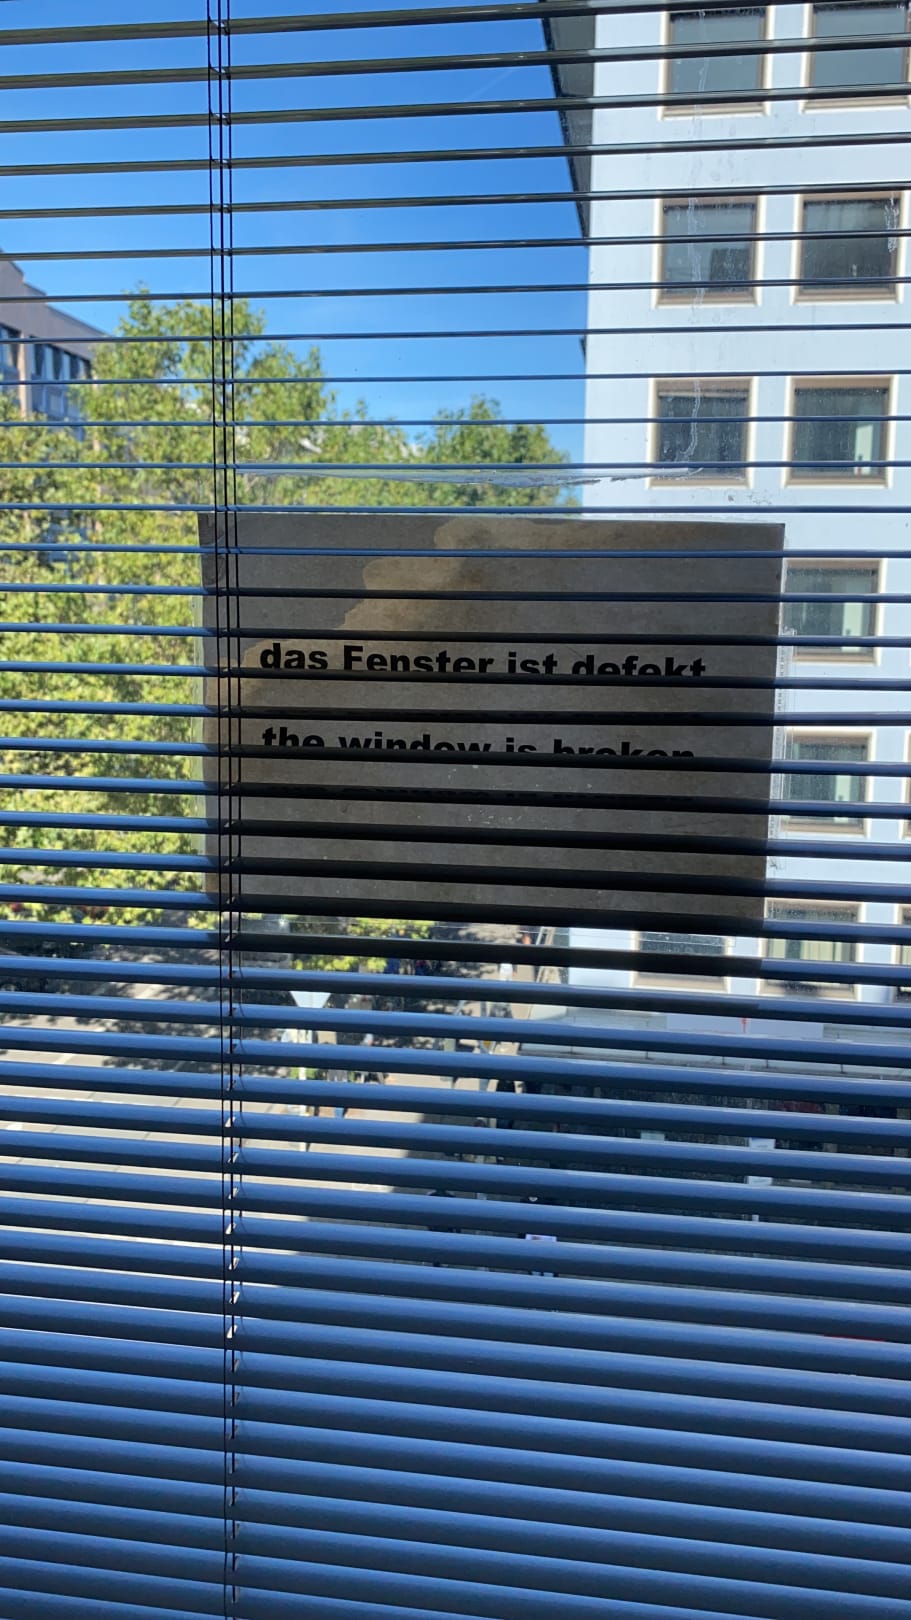 das Fenster ist defekt
the window is broken